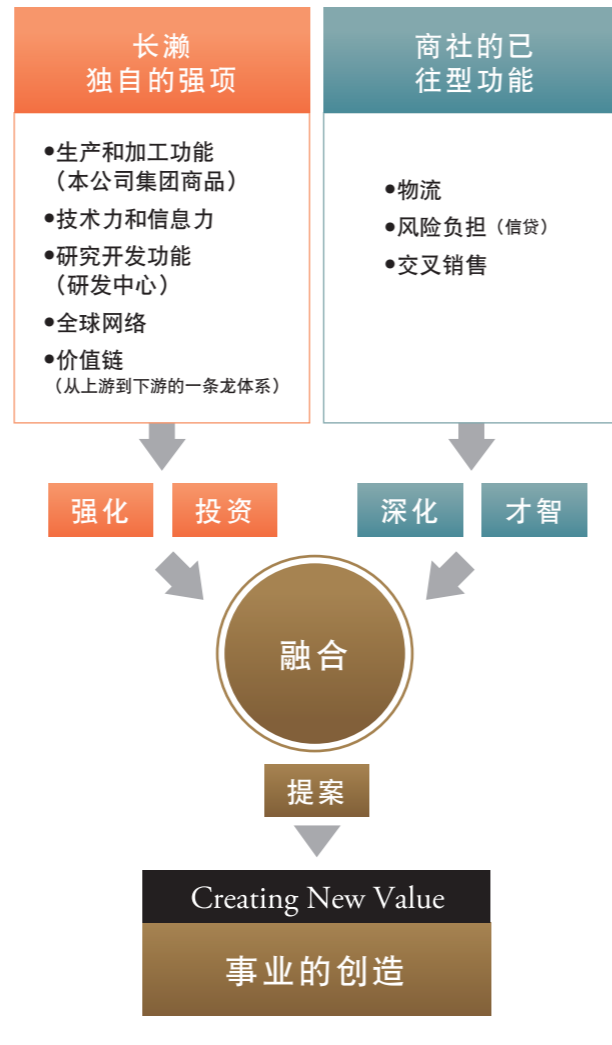 长濑
独自的强项
●生产和加工功能
（本公司集团商品）
●技术力和信息力
●研究开发功能
（研发中心）
●全球网络
●价值链
（从上游到下游的一条龙体系）
商社的已
往型功能
●物流
●风险负担（信贷）
●交叉销售
强化
投资
深化
才智
融合
提案
Creating New Value
事业的创造